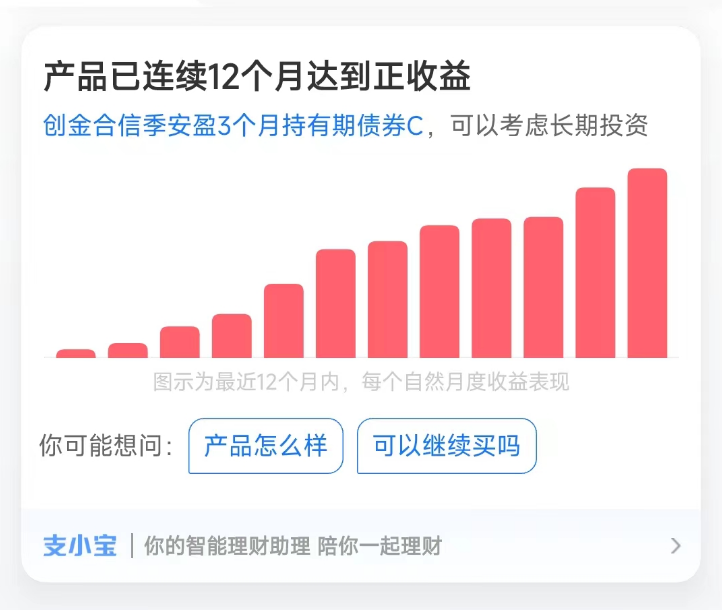 产品已连续12个月达到正收益
创金合信季安盈3个月持有期债券C，可以考虑长期投资
图示为最近12个月内，每个自然月度收益表现
你可能想问： 产品怎么样 可以继续买吗
支小宝 | 你的智能理财助理 陪你一起理财